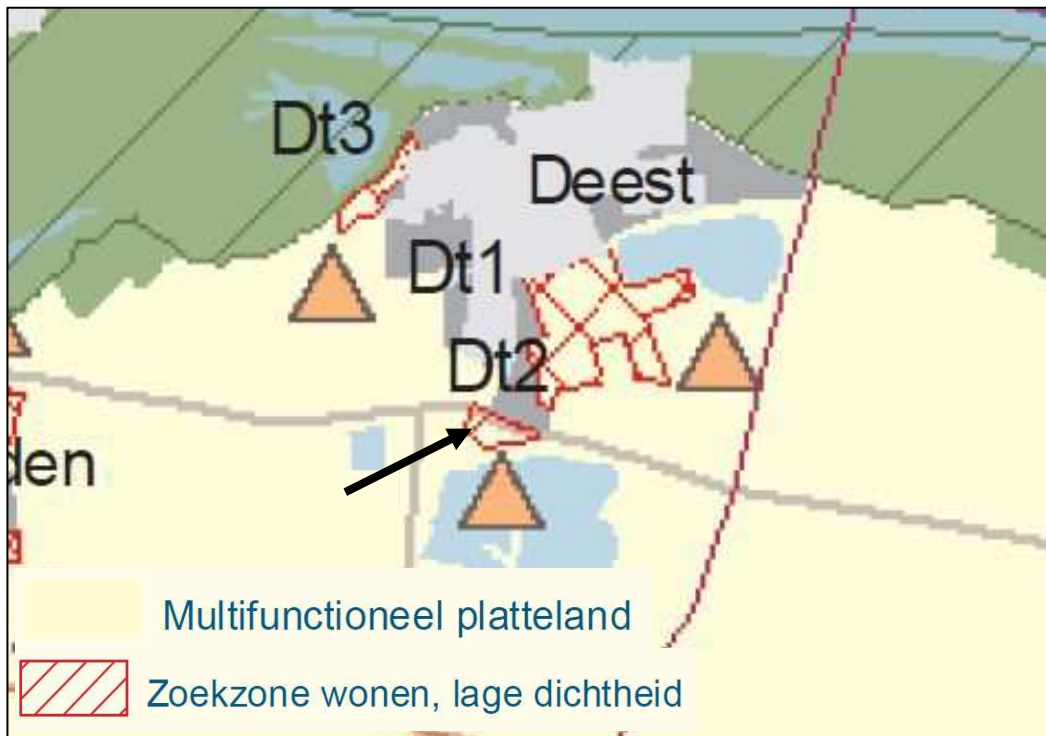 Dt3
Deest
Dt1
Dt2
den
Multifunctioneel platteland
Zoekzone wonen, lage dichtheid